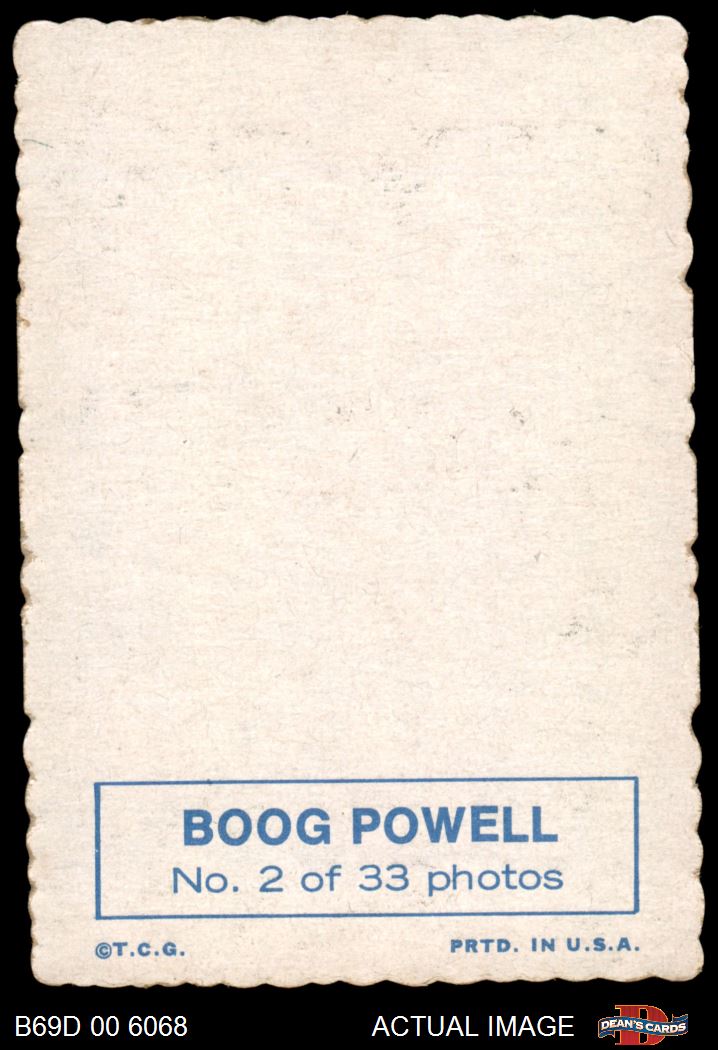 BOOG POWELL
No. 2 of 33 photos
©T.C.G. PRTD. IN U.S.A.
B69D 00 6068 ACTUAL IMAGE DEAN'S CARDS